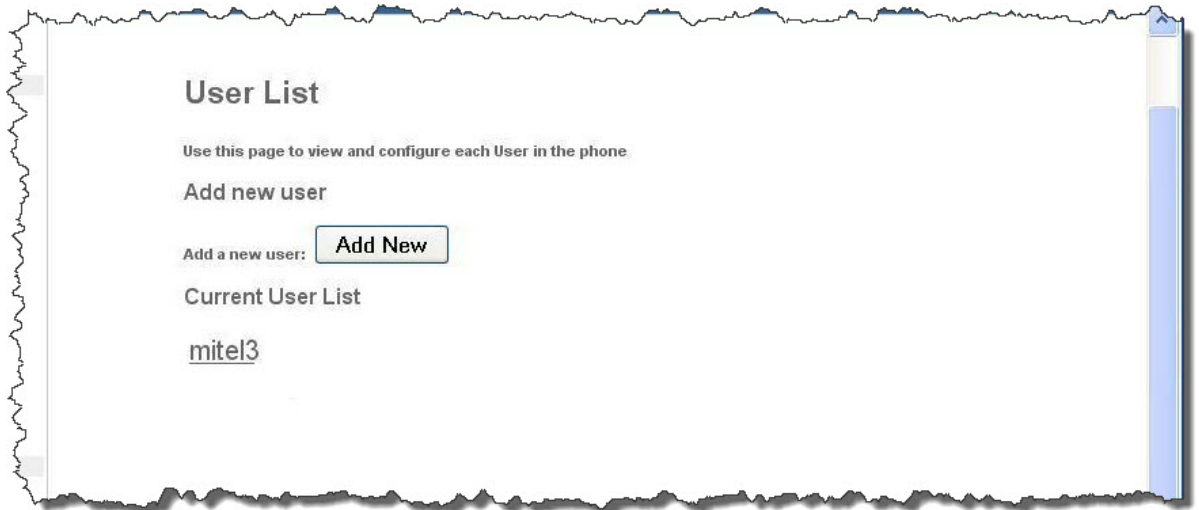 User List
Use this page to view and configure each User in the phone
Add new user
Add a new user: Add New
Current User List
mitel3